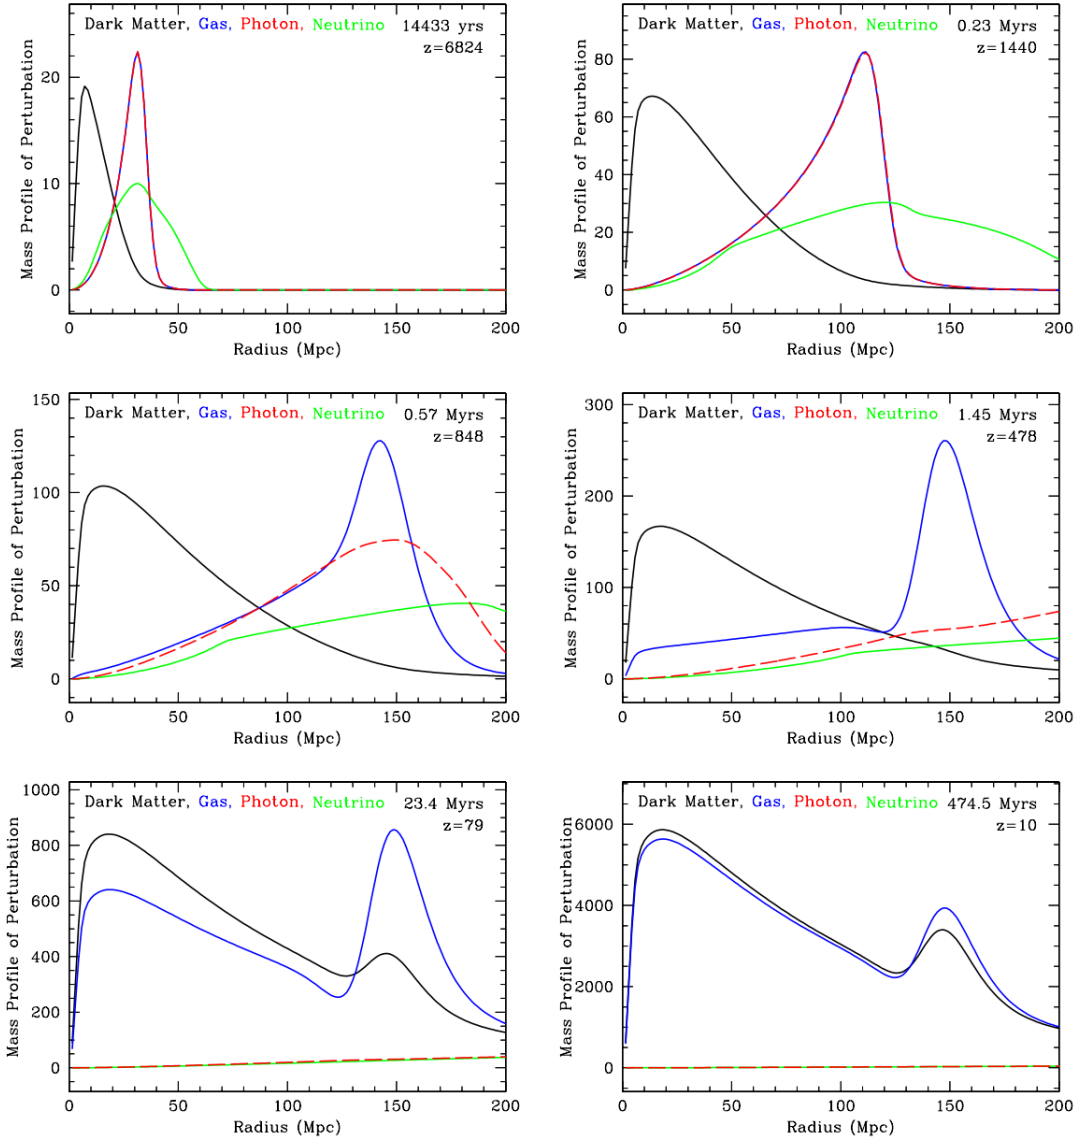 Dark Matter, Gas, Photon, Neutrino 14433 yrs
z=6824
Mass Profile of Perturbation
20
10
0
0 50 100 150 200
Radius (Mpc)
Dark Matter, Gas, Photon, Neutrino 0.23 Myrs
z=1440
Mass Profile of Perturbation
80
60
40
20
0
0 50 100 150 200
Radius (Mpc)
Dark Matter, Gas, Photon, Neutrino 0.57 Myrs
z=848
Mass Profile of Perturbation
150
100
50
0
0 50 100 150 200
Radius (Mpc)
Dark Matter, Gas, Photon, Neutrino 1.45 Myrs
z=478
Mass Profile of Perturbation
300
200
100
0
0 50 100 150 200
Radius (Mpc)
Dark Matter, Gas, Photon, Neutrino 23.4 Myrs
z=79
Mass Profile of Perturbation
1000
800
600
400
200
0
0 50 100 150 200
Radius (Mpc)
Dark Matter, Gas, Photon, Neutrino 474.5 Myrs
z=10
Mass Profile of Perturbation
6000
4000
2000
0
0 50 100 150 200
Radius (Mpc)